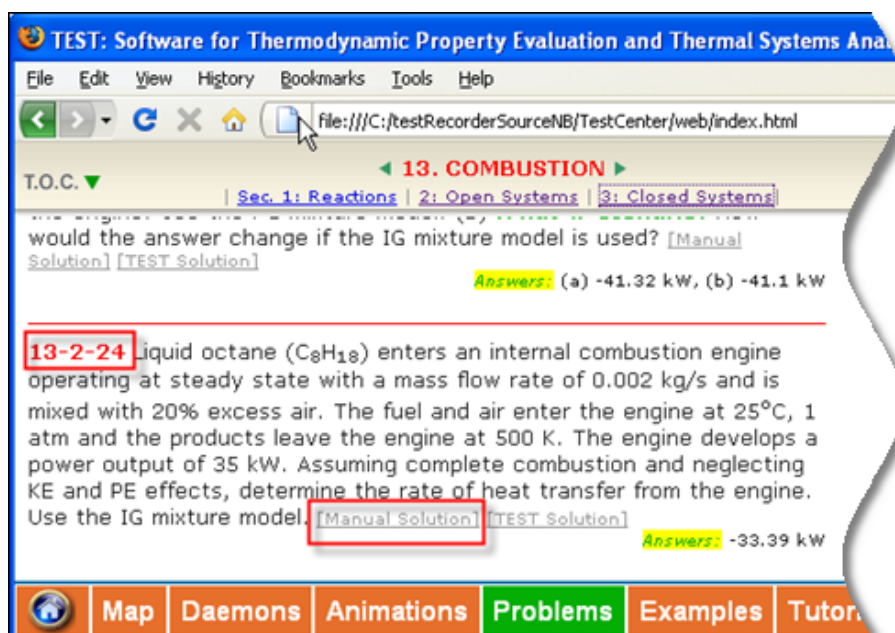 TEST: Software for Thermodynamic Property Evaluation and Thermal Systems Ana
File Edit View History Bookmarks Tools Help
file:///C:/testRecorderSourceNB/TestCenter/web/index.html
13. COMBUSTION
T.O.C.
| Sec. 1: Reactions | 2: Open Systems | 3: Closed Systems|
would the answer change if the IG mixture model is used? [Manual
Solution] [TEST Solution]
Answers: (a) -41.32 kW, (b) -41.1 kW
13-2-24 Liquid octane (C₈H₁₈) enters an internal combustion engine
operating at steady state with a mass flow rate of 0.002 kg/s and is
mixed with 20% excess air. The fuel and air enter the engine at 25°C, 1
atm and the products leave the engine at 500 K. The engine develops a
power output of 35 kW. Assuming complete combustion and neglecting
KE and PE effects, determine the rate of heat transfer from the engine.
Use the IG mixture model. [Manual Solution] [TEST Solution]
Answers: -33.39 kW
Map Daemons Animations Problems Examples Tutor